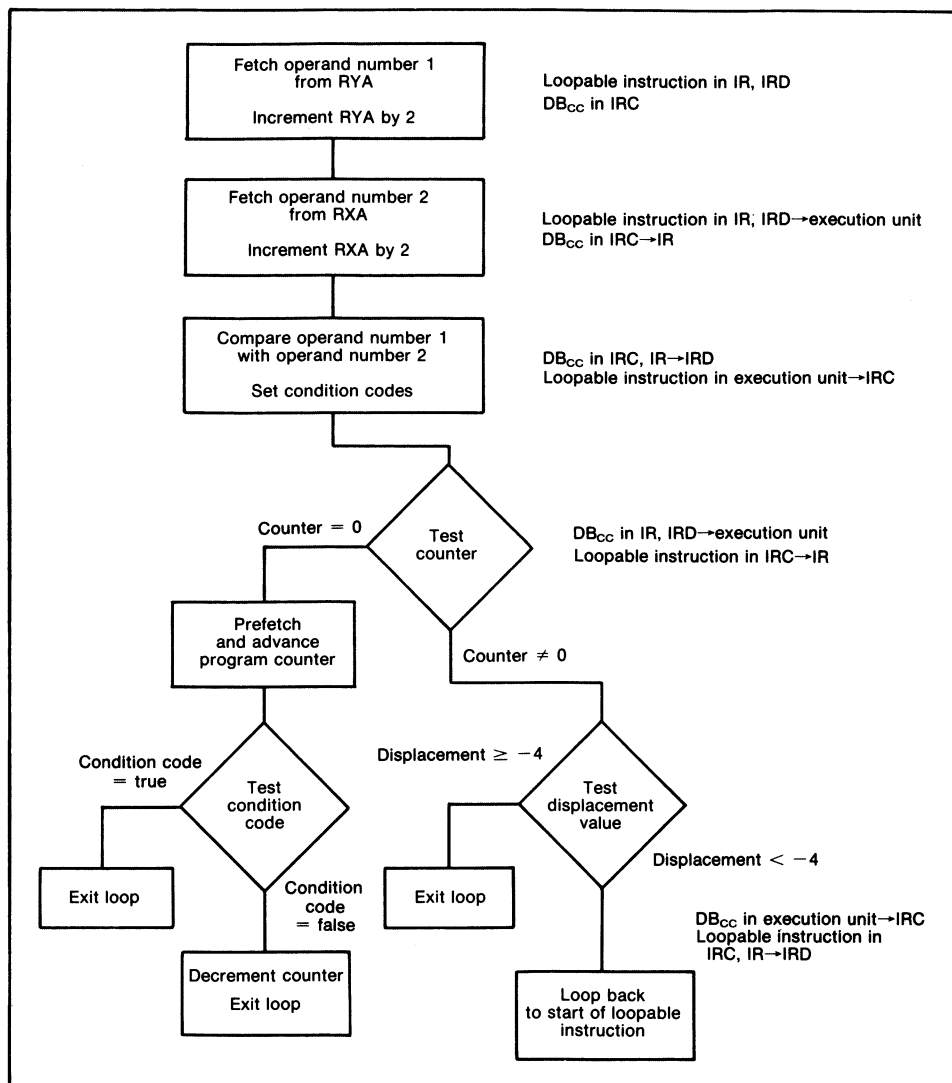 Fetch operand number 1
from RYA
Increment RYA by 2
Loopable instruction in IR, IRD
DBCC in IRC
Fetch operand number 2
from RXA
Increment RXA by 2
Loopable instruction in IR; IRD→execution unit
DBCC in IRC→IR
Compare operand number 1
with operand number 2
Set condition codes
DBCC in IRC, IR→IRD
Loopable instruction in execution unit→IRC
Counter = 0
Test
counter
DBCC in IR, IRD→execution unit
Loopable instruction in IRC→IR
Prefetch
and advance
program counter
Counter ≠ 0
Condition code
= true
Test
condition
code
Displacement ≥ −4
Test
displacement
value
Exit loop
Condition
code
= false
Exit loop
Displacement < −4
DBCC in execution unit→IRC
Loopable instruction in
IRC, IR→IRD
Decrement counter
Exit loop
Loop back
to start of loopable
instruction